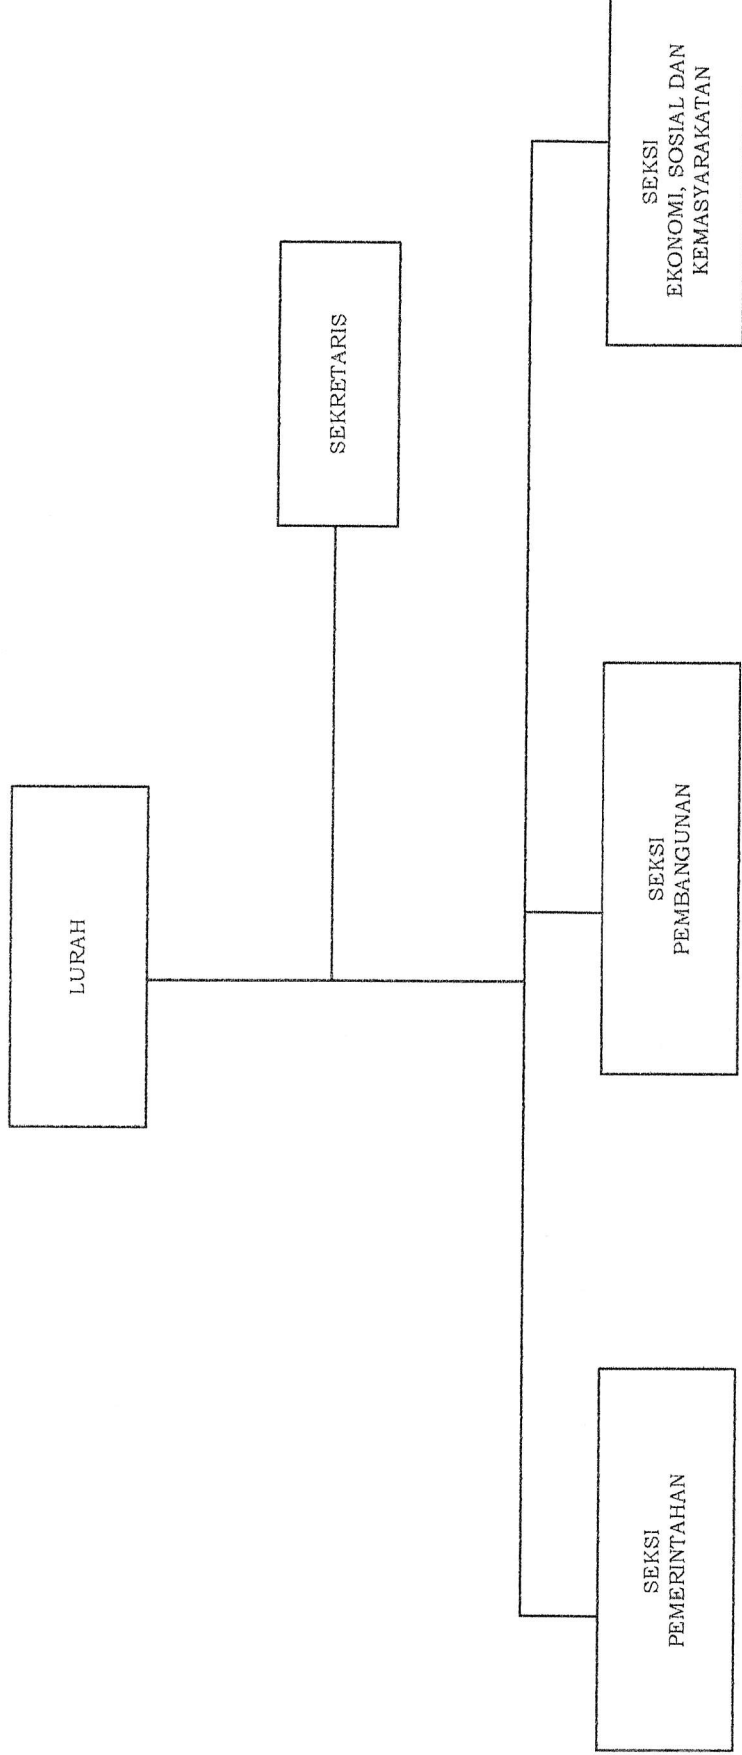 LURAH
SEKRETARIS
SEKSI
PEMERINTAHAN
SEKSI
PEMBANGUNAN
SEKSI
EKONOMI, SOSIAL DAN
KEMASYARAKATAN